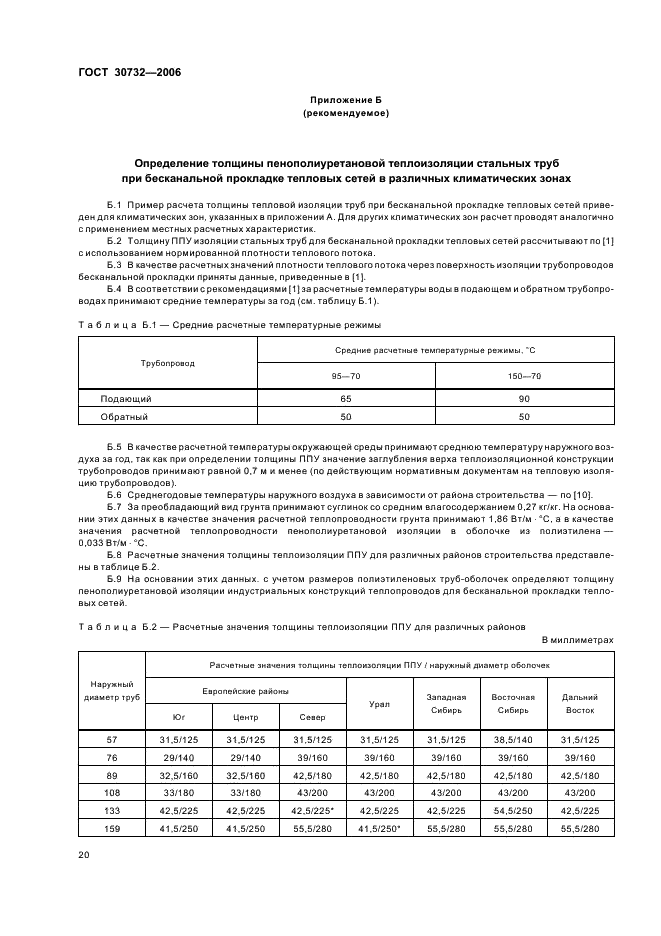 ГОСТ 30732—2006
Приложение Б
(рекомендуемое)
Определение толщины пенополиуретановой теплоизоляции стальных труб
при бесканальной прокладке тепловых сетей в различных климатических зонах
Б.1 Пример расчета толщины тепловой изоляции труб при бесканальной прокладке тепловых сетей приве-
ден для климатических зон, указанных в приложении А. Для других климатических зон расчет проводят аналогично
с применением местных расчетных характеристик.
Б.2 Толщину ППУ изоляции стальных труб для бесканальной прокладки тепловых сетей рассчитывают по [1]
с использованием нормированной плотности теплового потока.
Б.3 В качестве расчетных значений плотности теплового потока через поверхность изоляции трубопроводов
бесканальной прокладки приняты данные, приведенные в [1].
Б.4 В соответствии с рекомендациями [1] за расчетные температуры воды в подающем и обратном трубопро-
водах принимают средние температуры за год (см. таблицу Б.1).
Таблица Б.1 — Средние расчетные температурные режимы
Трубопровод
Средние расчетные температурные режимы, °С
95—70 150—70
Подающий 65 90
Обратный 50 50
Б.5 В качестве расчетной температуры окружающей среды принимают среднюю температуру наружного воз-
духа за год, так как при определении толщины ППУ значение заглубления верха теплоизоляционной конструкции
трубопроводов принимают равной 0,7 м и менее (по действующим нормативным документам на тепловую изоля-
цию трубопроводов).
Б.6 Среднегодовые температуры наружного воздуха в зависимости от района строительства — по [10].
Б.7 За преобладающий вид грунта принимают суглинок со средним влагосодержанием 0,27 кг/кг. На основа-
нии этих данных в качестве значения расчетной теплопроводности грунта принимают 1,86 Вт/м · °С, а в качестве
значения расчетной теплопроводности пенополиуретановой изоляции в оболочке из полиэтилена —
0,033 Вт/м · °С.
Б.8 Расчетные значения толщины теплоизоляции ППУ для различных районов строительства представле-
ны в таблице Б.2.
Б.9 На основании этих данных. с учетом размеров полиэтиленовых труб-оболочек определяют толщину
пенополиуретановой изоляции индустриальных конструкций теплопроводов для бесканальной прокладки тепло-
вых сетей.
Таблица Б.2 — Расчетные значения толщины теплоизоляции ППУ для различных районов
В миллиметрах
Наружный
диаметр труб
Расчетные значения толщины теплоизоляции ППУ / наружный диаметр оболочек
Европейские районы
Юг Центр Север
Урал
Западная
Сибирь
Восточная
Сибирь
Дальний
Восток
57 31,5/125 31,5/125 31,5/125 31,5/125 31,5/125 38,5/140 31,5/125
76 29/140 29/140 39/160 39/160 39/160 39/160 39/160
89 32,5/160 32,5/160 42,5/180 42,5/180 42,5/180 42,5/180 42,5/180
108 33/180 33/180 43/200 43/200 43/200 43/200 43/200
133 42,5/225 42,5/225 42,5/225* 42,5/225 42,5/225 54,5/250 42,5/225
159 41,5/250 41,5/250 55,5/280 41,5/250* 55,5/280 55,5/280 55,5/280
20